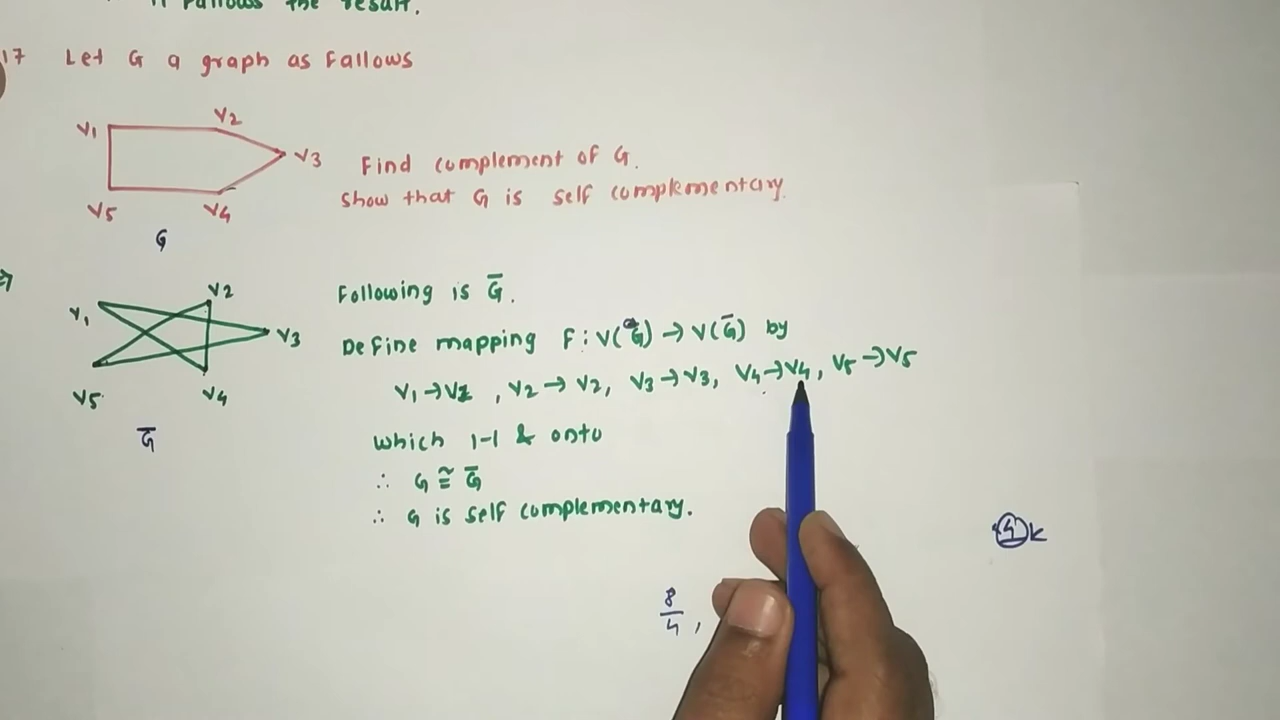 It Fallows the result.
17 Let G a graph as Fallows
V1 V2
V3
V5 V4
G
Find complement of G.
Show that G is self complementary.
⇒
V1 V2
V3
V5 V4
G̅
Following is G̅.
Define mapping F: V(G) → V(G̅) by
V1 → V1, V2 → V2, V3 → V3, V4 → V4, V5 → V5
which 1-1 & onto
∴ G ≅ G̅
∴ G is self complementary.
8/4 ,